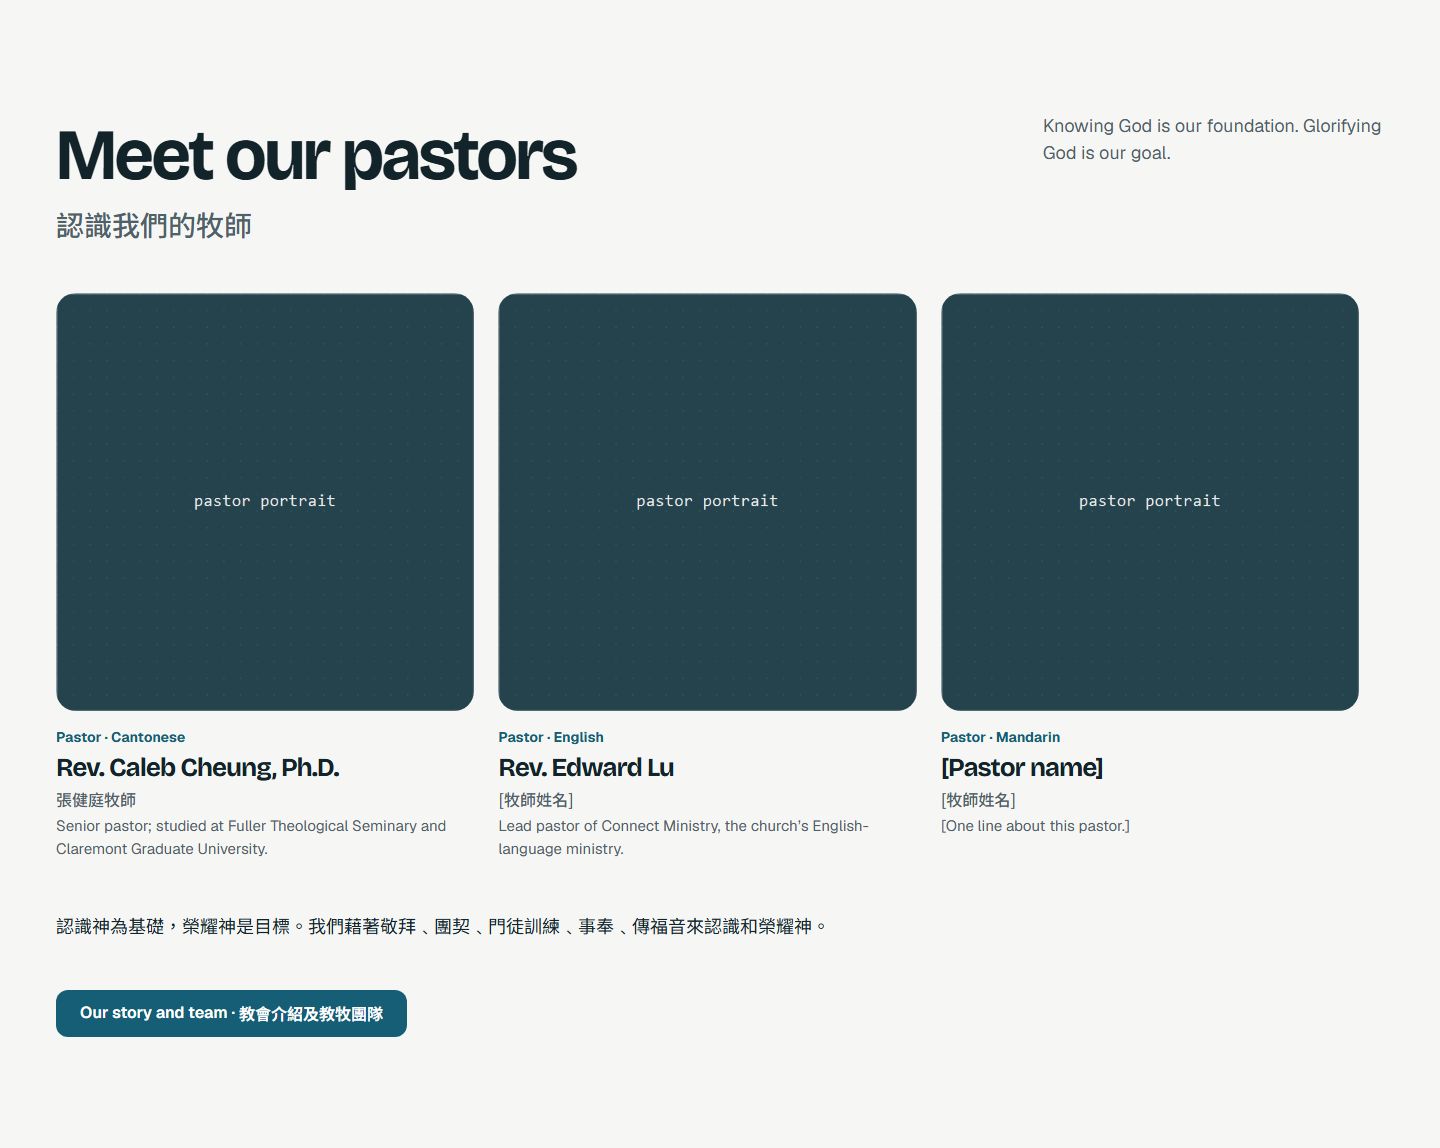 Meet our pastors
認識我們的牧師
Knowing God is our foundation. Glorifying
God is our goal.
pastor portrait
pastor portrait
pastor portrait
Pastor · Cantonese
Rev. Caleb Cheung, Ph.D.
張健庭牧師
Senior pastor; studied at Fuller Theological Seminary and
Claremont Graduate University.
Pastor · English
Rev. Edward Lu
[牧師姓名]
Lead pastor of Connect Ministry, the church’s English-
language ministry.
Pastor · Mandarin
[Pastor name]
[牧師姓名]
[One line about this pastor.]
認識神為基礎，榮耀神是目標。我們藉著敬拜﹑團契﹑門徒訓練﹑事奉﹑傳福音來認識和榮耀神。
Our story and team · 教會介紹及教牧團隊